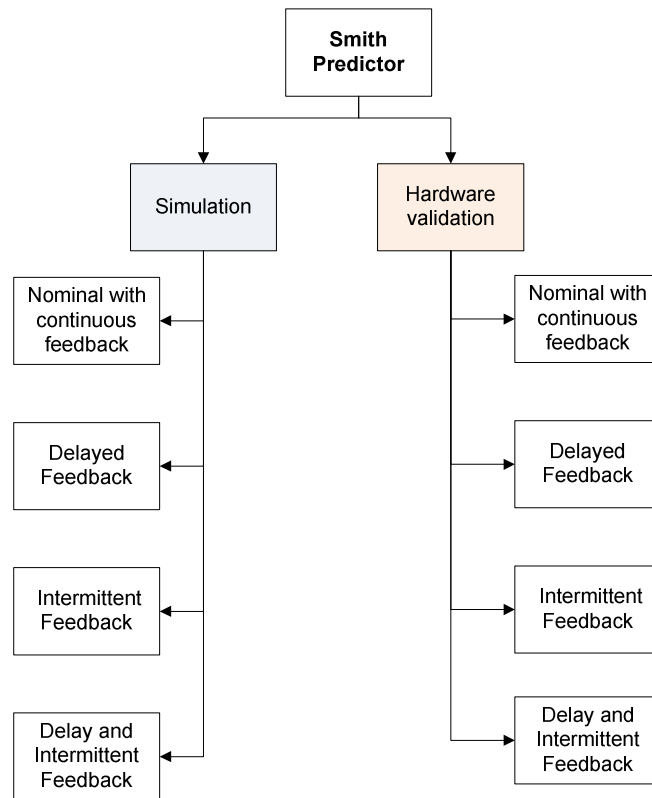 Smith
Predictor
Simulation
Hardware
validation
Nominal with
continuous
feedback
Nominal with
continuous
feedback
Delayed
Feedback
Delayed
Feedback
Intermittent
Feedback
Intermittent
Feedback
Delay and
Intermittent
Feedback
Delay and
Intermittent
Feedback